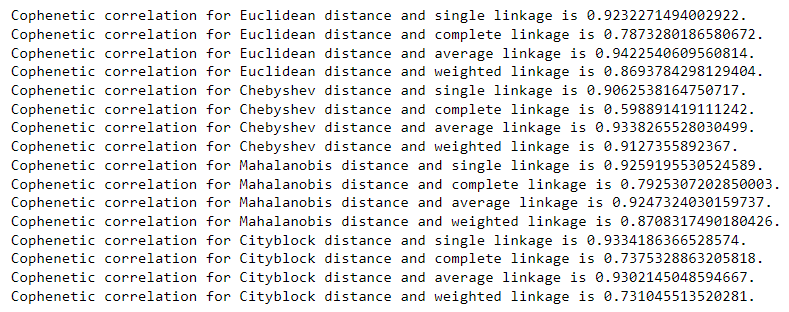 Cophenetic correlation for Euclidean distance and single linkage is 0.9232271494002922.
Cophenetic correlation for Euclidean distance and complete linkage is 0.7873280186580672.
Cophenetic correlation for Euclidean distance and average linkage is 0.9422540609560814.
Cophenetic correlation for Euclidean distance and weighted linkage is 0.8693784298129404.
Cophenetic correlation for Chebyshev distance and single linkage is 0.9062538164750717.
Cophenetic correlation for Chebyshev distance and complete linkage is 0.598891419111242.
Cophenetic correlation for Chebyshev distance and average linkage is 0.9338265528030499.
Cophenetic correlation for Chebyshev distance and weighted linkage is 0.9127355892367.
Cophenetic correlation for Mahalanobis distance and single linkage is 0.9259195530524589.
Cophenetic correlation for Mahalanobis distance and complete linkage is 0.7925307202850003.
Cophenetic correlation for Mahalanobis distance and average linkage is 0.9247324030159737.
Cophenetic correlation for Mahalanobis distance and weighted linkage is 0.8708317490180426.
Cophenetic correlation for Cityblock distance and single linkage is 0.9334186366528574.
Cophenetic correlation for Cityblock distance and complete linkage is 0.7375328863205818.
Cophenetic correlation for Cityblock distance and average linkage is 0.9302145048594667.
Cophenetic correlation for Cityblock distance and weighted linkage is 0.731045513520281.